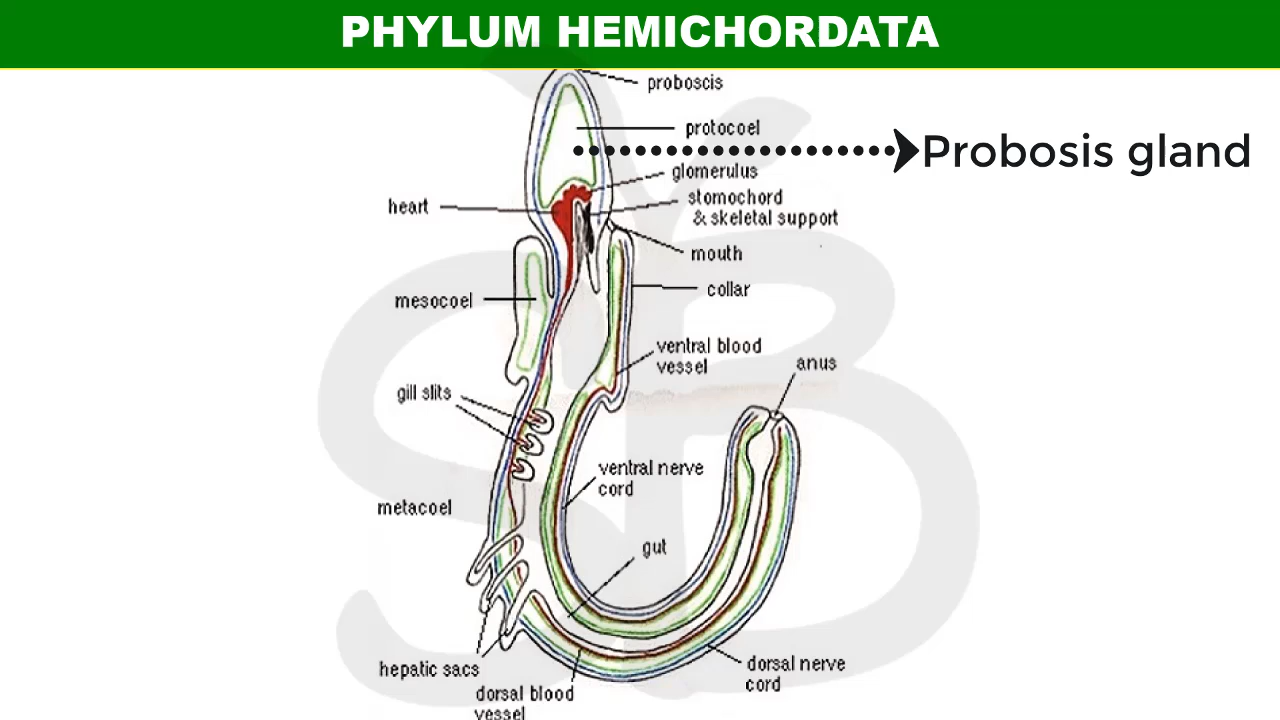 PHYLUM HEMICHORDATA
proboscis
protocoel
Probosis gland
glomerulus
stomochord
& skeletal support
heart
mouth
collar
mesocoel
ventral blood
vessel
anus
gill slits
ventral nerve
cord
metacoel
gut
hepatic sacs
dorsal nerve
cord
dorsal blood
vessel